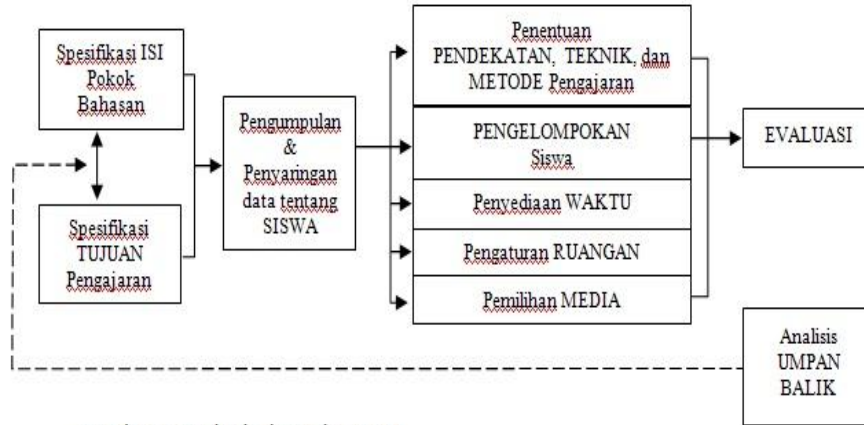 Spesifikasi ISI
Pokok
Bahasan
Spesifikasi
TUJUAN
Pengajaran
Pengumpulan
&
Penyaringan
data tentang
SISWA
Penentuan
PENDEKATAN, TEKNIK, dan
METODE Pengajaran
PENGELOMPOKAN
Siswa
Penyediaan WAKTU
Pengaturan RUANGAN
Pemilihan MEDIA
EVALUASI
Analisis
UMPAN
BALIK